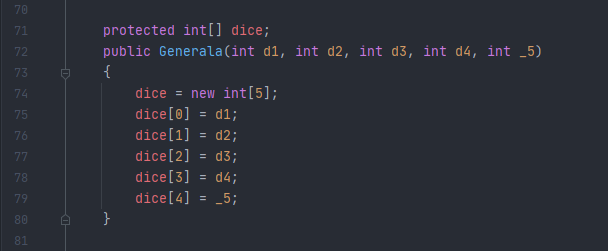 70
71 protected int[] dice;
72 public Generala(int d1, int d2, int d3, int d4, int _5)
73 {
74 dice = new int[5];
75 dice[0] = d1;
76 dice[1] = d2;
77 dice[2] = d3;
78 dice[3] = d4;
79 dice[4] = _5;
80 }
81